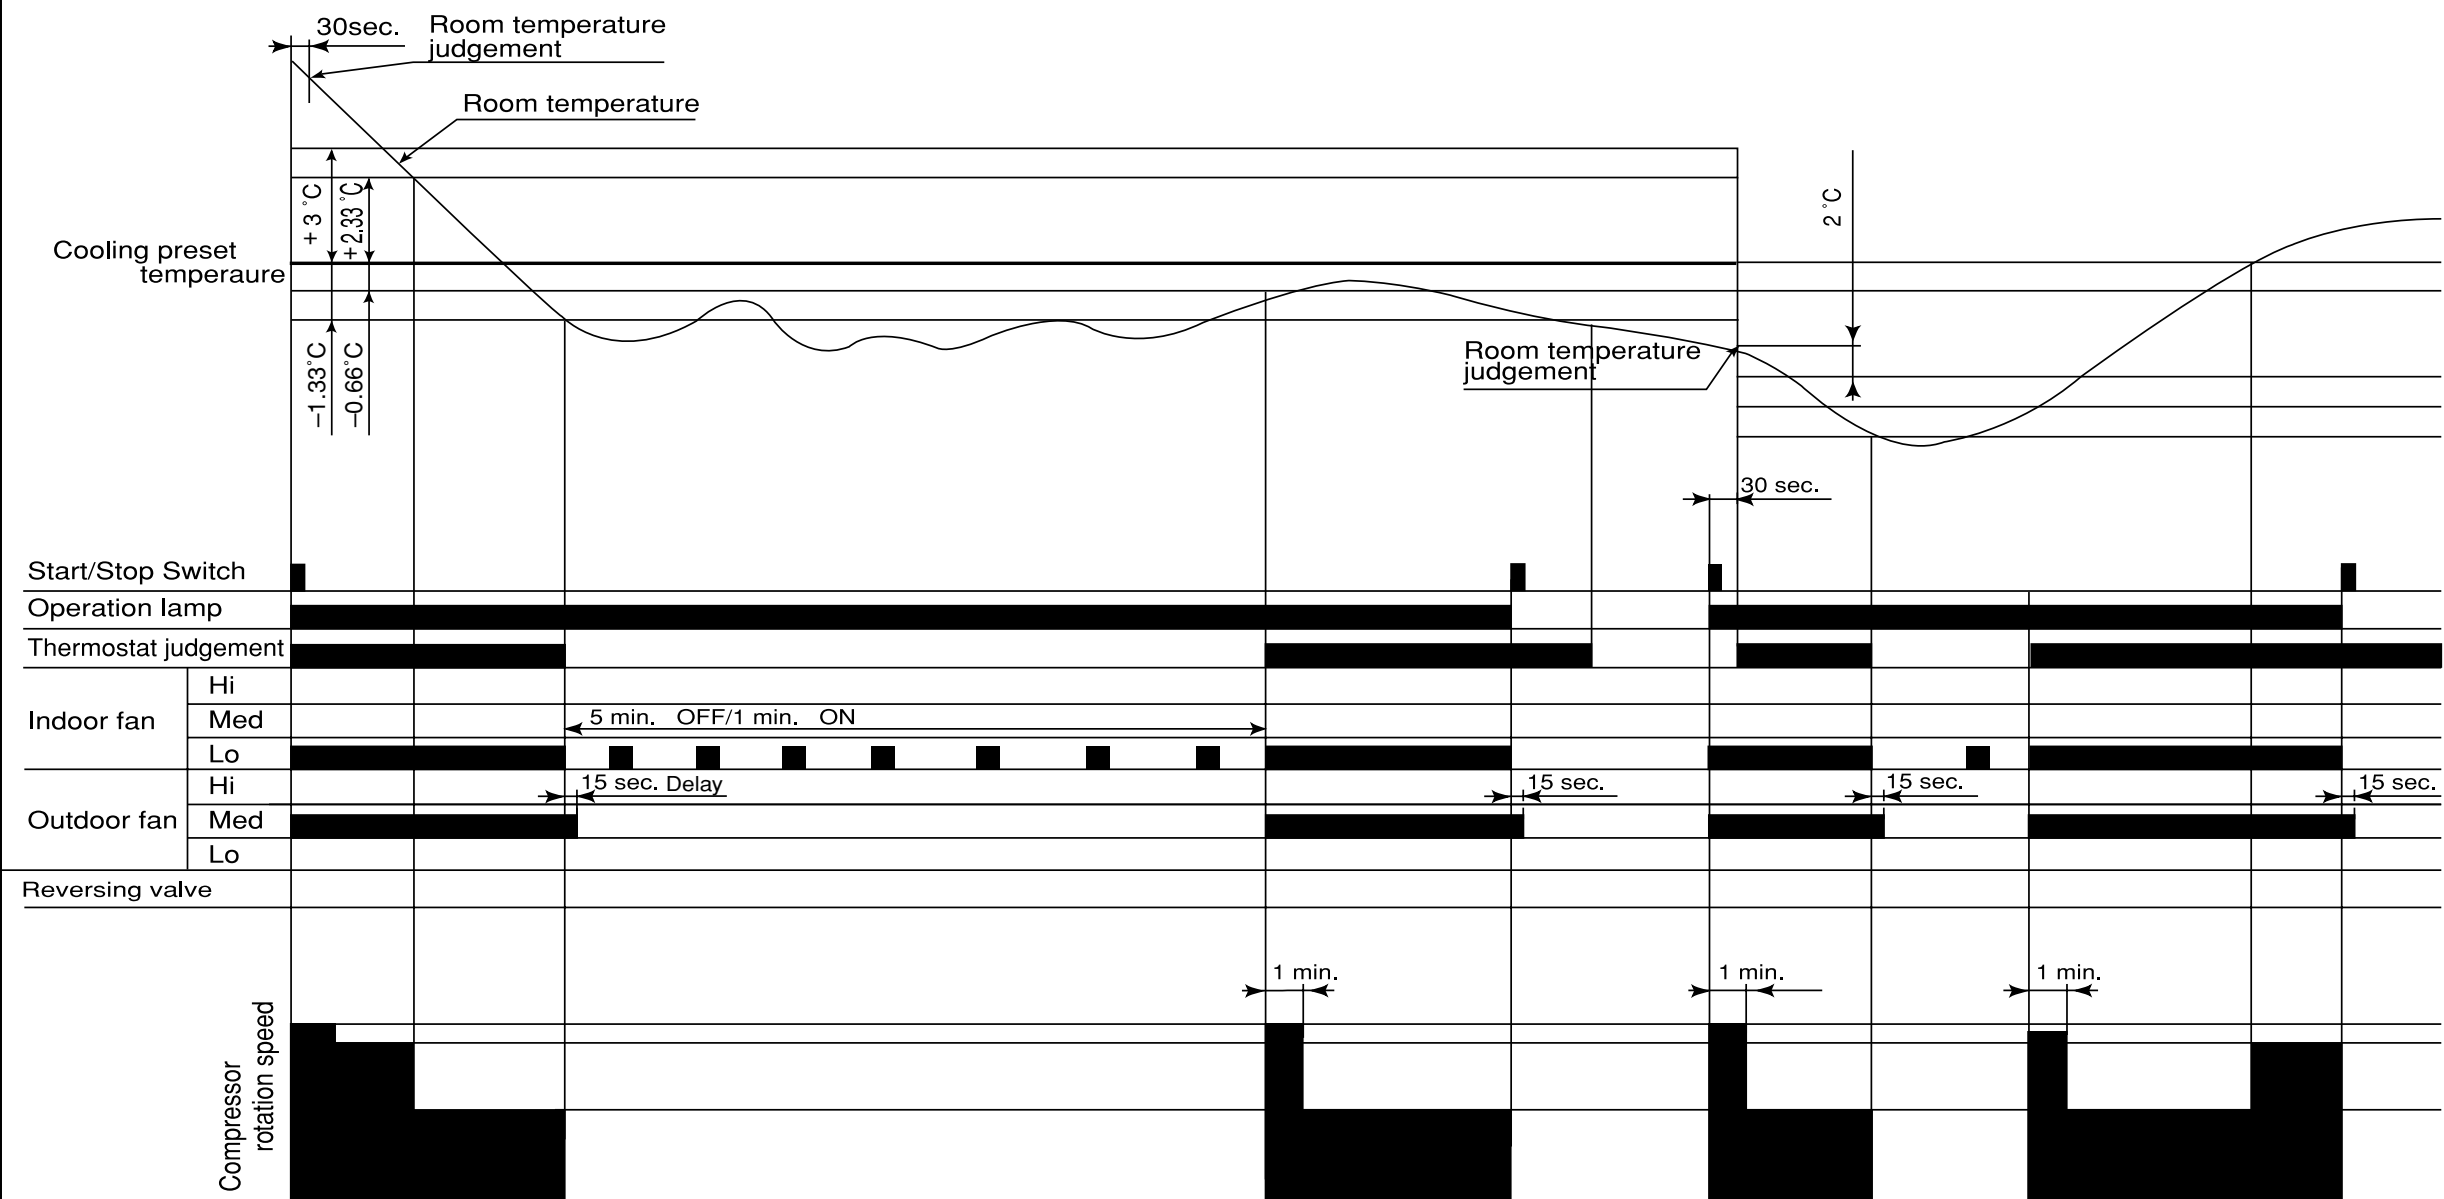 30sec.
Room temperature
judgement
Room temperature
+ 3 °C
+2.33 °C
2 °C
Cooling preset
temperaure
–1.33°C
–0.66°C
Room temperature
judgement
30 sec.
Start/Stop Switch
Operation lamp
Thermostat judgement
Indoor fan
Hi
Med
Lo
5 min. OFF/1 min. ON
Outdoor fan
Hi
Med
Lo
15 sec. Delay
15 sec.
15 sec.
15 sec.
Reversing valve
1 min.
1 min.
1 min.
Compressor
rotation speed